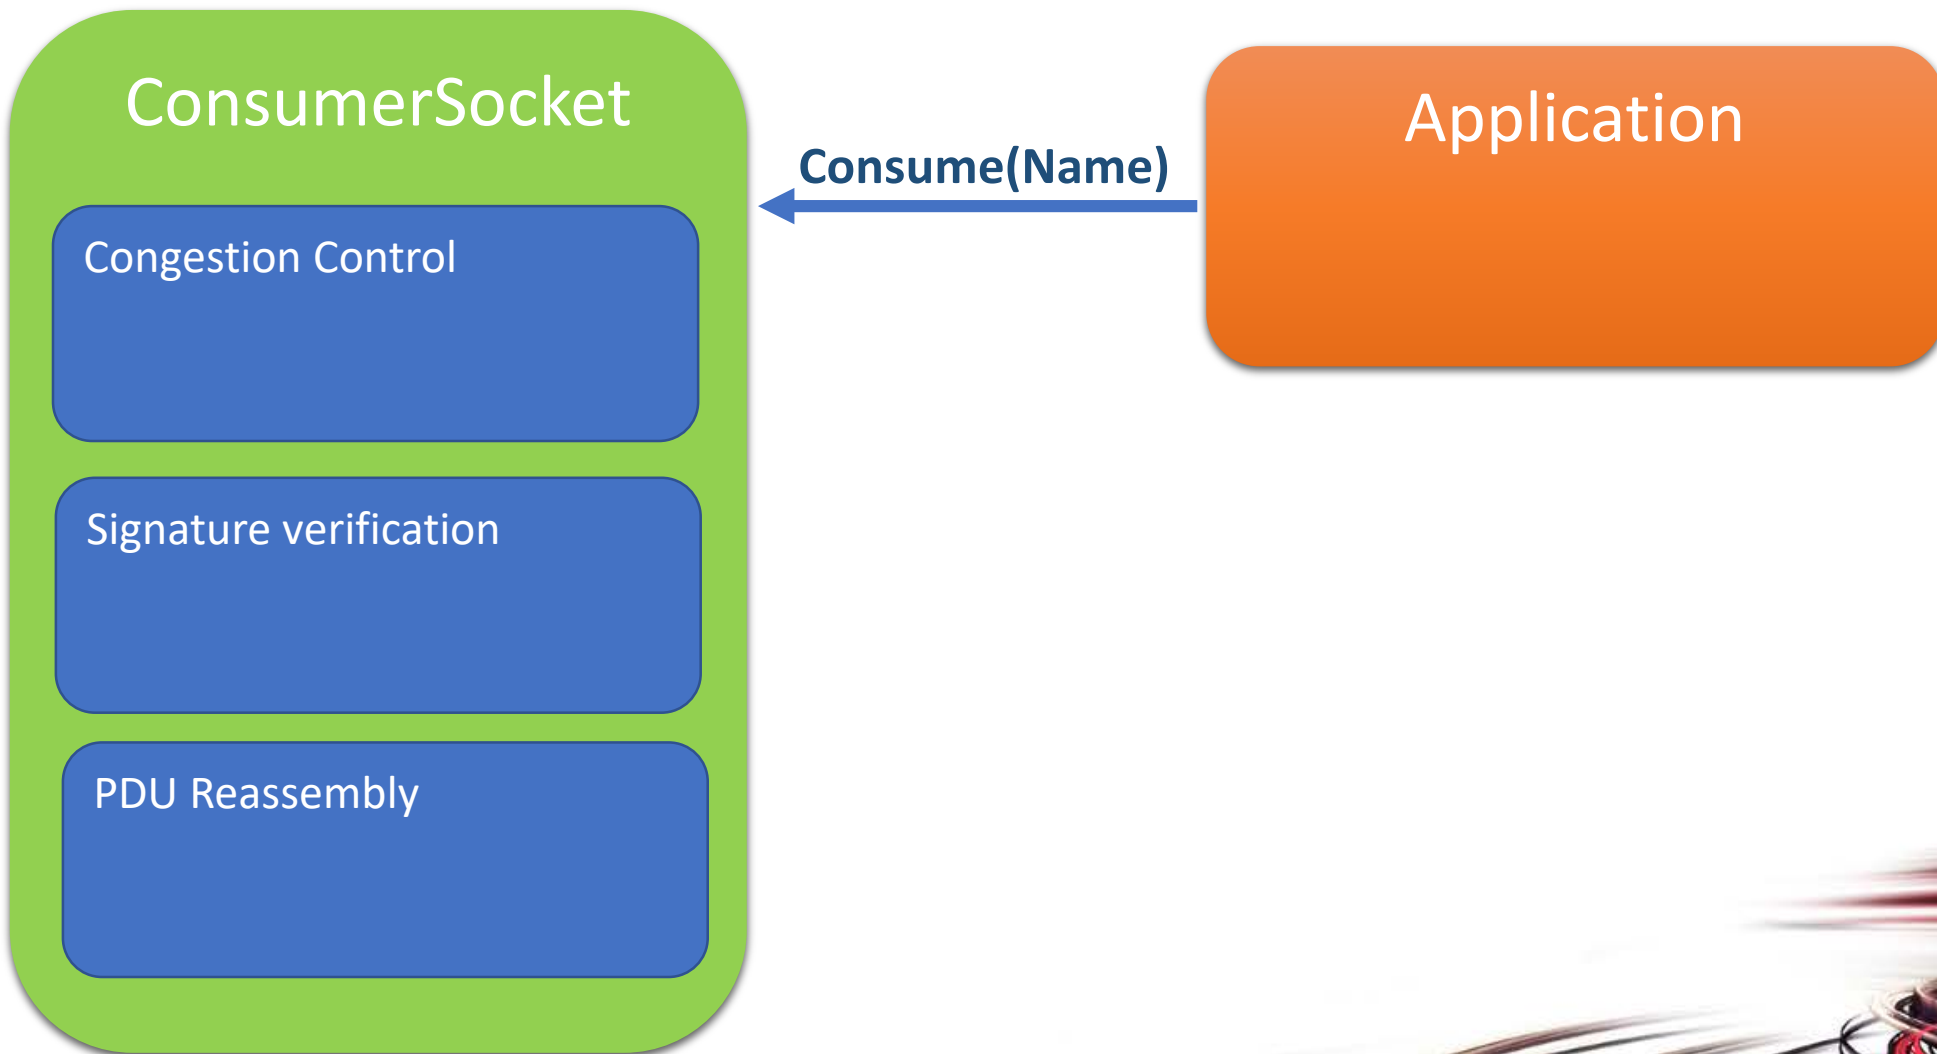 ConsumerSocket
Congestion Control
Signature verification
PDU Reassembly
Consume(Name)
Application